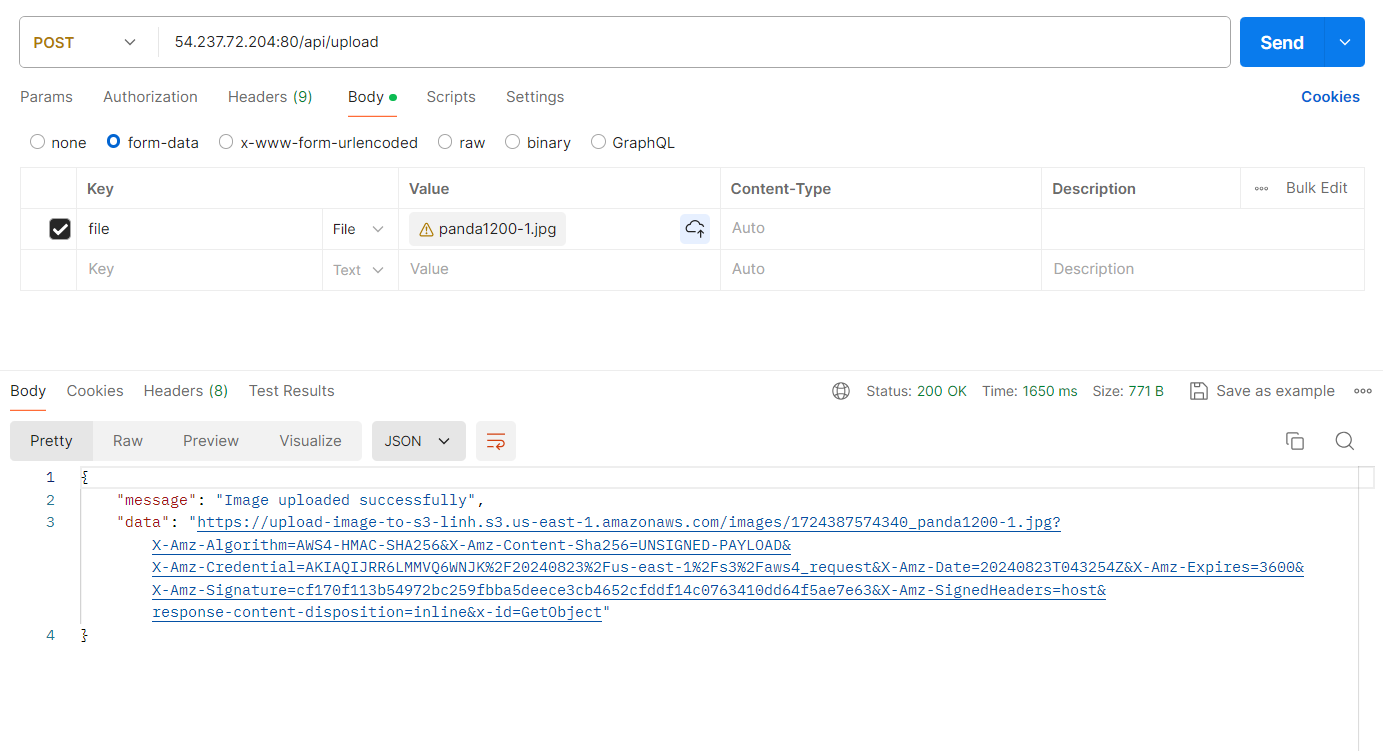 POST 54.237.72.204:80/api/upload Send
Params Authorization Headers (9) Body Scripts Settings Cookies
none form-data x-www-form-urlencoded raw binary GraphQL
Key Value Content-Type Description Bulk Edit
file File panda1200-1.jpg Auto
Key Text Value Auto Description
Body Cookies Headers (8) Test Results Status: 200 OK Time: 1650 ms Size: 771 B Save as example
Pretty Raw Preview Visualize JSON
1 {
2 "message": "Image uploaded successfully",
3 "data": "https://upload-image-to-s3-linh.s3.us-east-1.amazonaws.com/images/1724387574340_panda1200-1.jpg?
X-Amz-Algorithm=AWS4-HMAC-SHA256&X-Amz-Content-Sha256=UNSIGNED-PAYLOAD&
X-Amz-Credential=AKIAQIJRR6LMMVQ6WNJK%2F20240823%2Fus-east-1%2Fs3%2Faws4_request&X-Amz-Date=20240823T043254Z&X-Amz-Expires=3600&
X-Amz-Signature=cf170f113b54972bc259fbba5deece3cb4652cfddf14c0763410dd64f5ae7e63&X-Amz-SignedHeaders=host&
response-content-disposition=inline&x-id=GetObject"
4 }